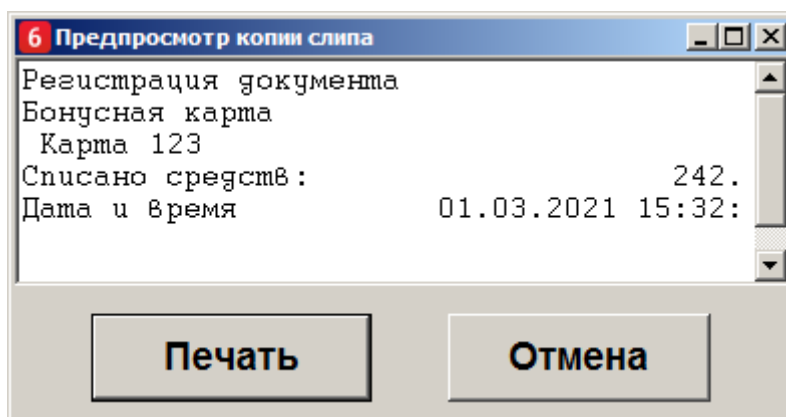 6 Предпросмотр копии слипа
Регистрация документа
Бонусная карта
Карта 123
Списано средств: 242.
Дата и время 01.03.2021 15:32:
Печать Отмена